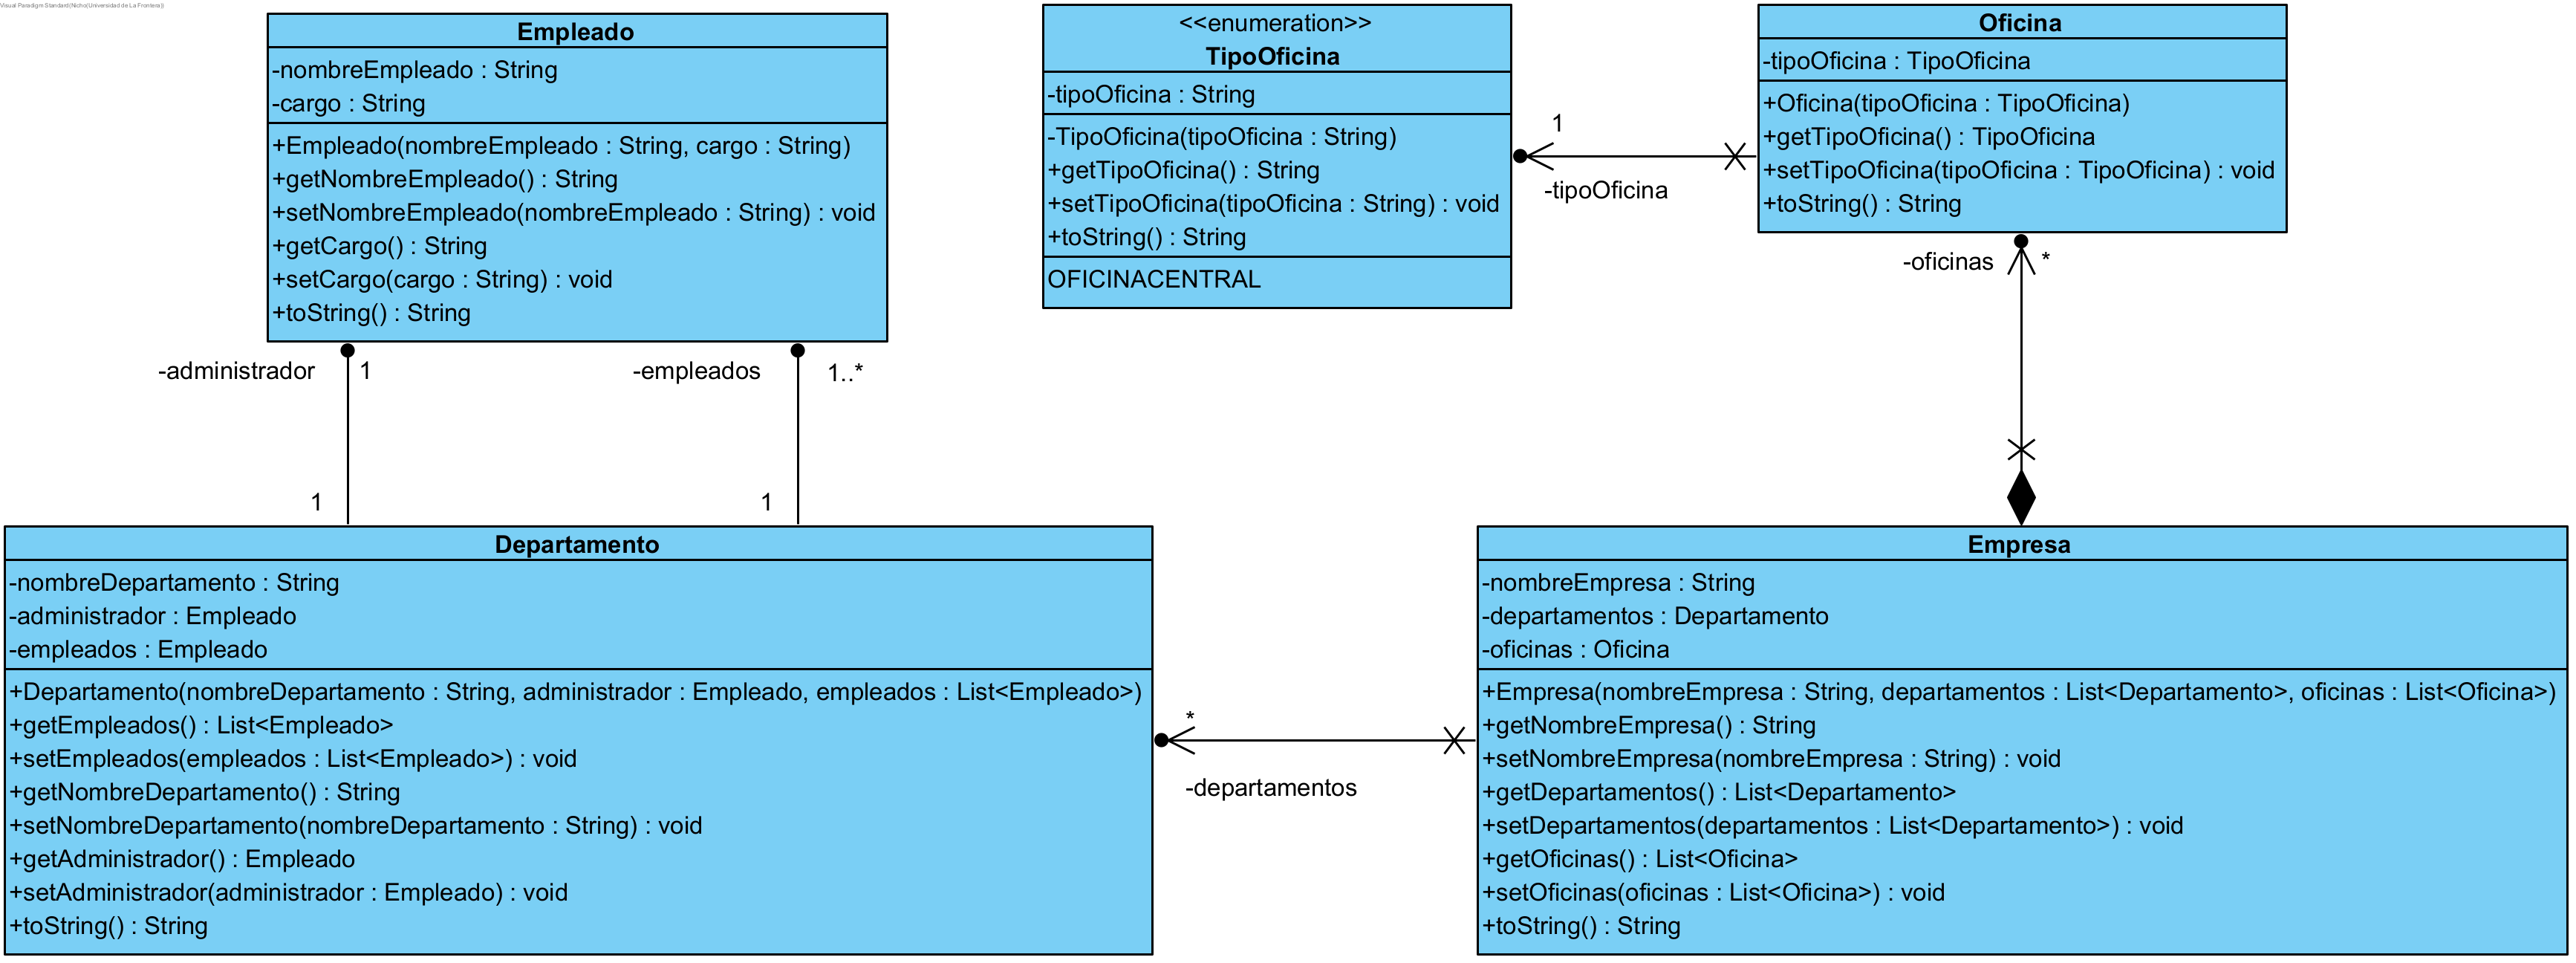 Visual Paradigm Standard(Nicho(Universidad de La Frontera))
Empleado
-nombreEmpleado : String
-cargo : String
+Empleado(nombreEmpleado : String, cargo : String)
+getNombreEmpleado() : String
+setNombreEmpleado(nombreEmpleado : String) : void
+getCargo() : String
+setCargo(cargo : String) : void
+toString() : String
<<enumeration>>
TipoOficina
-tipoOficina : String
-TipoOficina(tipoOficina : String)
+getTipoOficina() : String
+setTipoOficina(tipoOficina : String) : void
+toString() : String
OFICINACENTRAL
1
-tipoOficina
Oficina
-tipoOficina : TipoOficina
+Oficina(tipoOficina : TipoOficina)
+getTipoOficina() : TipoOficina
+setTipoOficina(tipoOficina : TipoOficina) : void
+toString() : String
-oficinas
*
-administrador
1
-empleados
1..*
1
1
Departamento
-nombreDepartamento : String
-administrador : Empleado
-empleados : Empleado
+Departamento(nombreDepartamento : String, administrador : Empleado, empleados : List<Empleado>)
+getEmpleados() : List<Empleado>
+setEmpleados(empleados : List<Empleado>) : void
+getNombreDepartamento() : String
+setNombreDepartamento(nombreDepartamento : String) : void
+getAdministrador() : Empleado
+setAdministrador(administrador : Empleado) : void
+toString() : String
*
-departamentos
Empresa
-nombreEmpresa : String
-departamentos : Departamento
-oficinas : Oficina
+Empresa(nombreEmpresa : String, departamentos : List<Departamento>, oficinas : List<Oficina>)
+getNombreEmpresa() : String
+setNombreEmpresa(nombreEmpresa : String) : void
+getDepartamentos() : List<Departamento>
+setDepartamentos(departamentos : List<Departamento>) : void
+getOficinas() : List<Oficina>
+setOficinas(oficinas : List<Oficina>) : void
+toString() : String